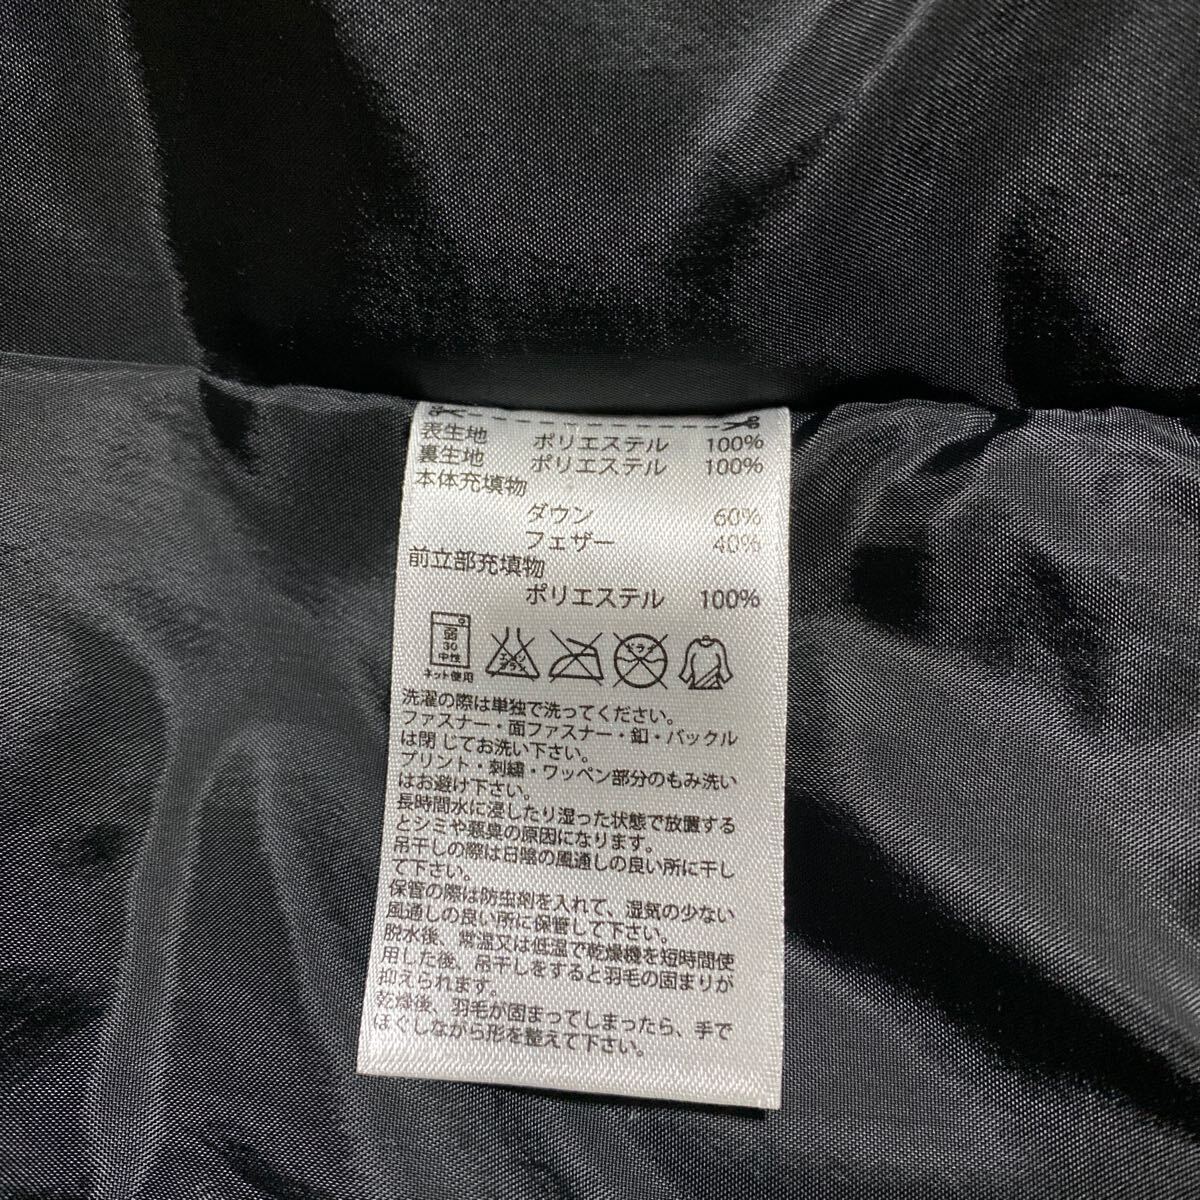 表生地 ポリエステル 100%
裏生地 ポリエステル 100%
本体充填物
ダウン 60%
フェザー 40%
前立部充填物
ポリエステル 100%
弱
30
中性
エンソサラシ
ドライ
ネット使用
洗濯の際は単独で洗ってください。
ファスナー・面ファスナー・釦・バックル
は閉じてお洗い下さい。
プリント・刺繍・ワッペン部分のもみ洗い
はお避け下さい。
長時間水に浸したり湿った状態で放置する
とシミや悪臭の原因になります。
吊干しの際は日陰の風通しの良い所に干し
て下さい。
保管の際は防虫剤を入れて、湿気の少ない
風通しの良い所に保管して下さい。
脱水後、常温又は低温で乾燥機を短時間使
用した後、吊干しをすると羽毛の固まりが
抑えられます。
乾燥後、羽毛が固まってしまったら、手で
ほぐしながら形を整えて下さい。